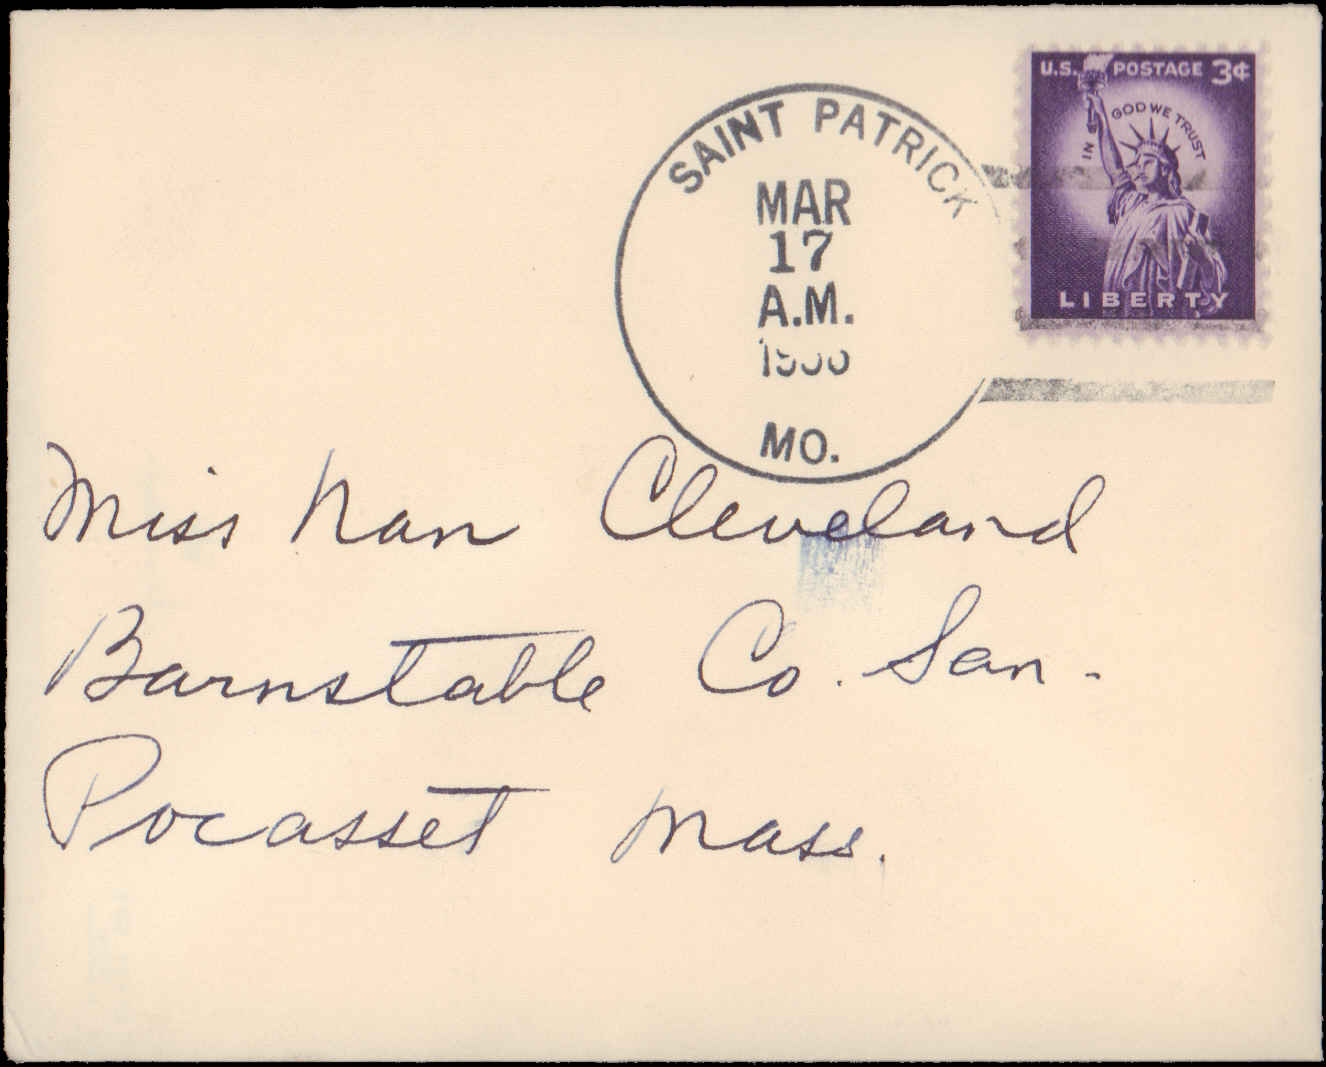 U.S. POSTAGE 3¢
IN GOD WE TRUST
LIBERTY
SAINT PATRICK
MAR
17
A.M.
MO.
Miss Nan Cleveland
Barnstable Co. San.
Pocasset Mass.